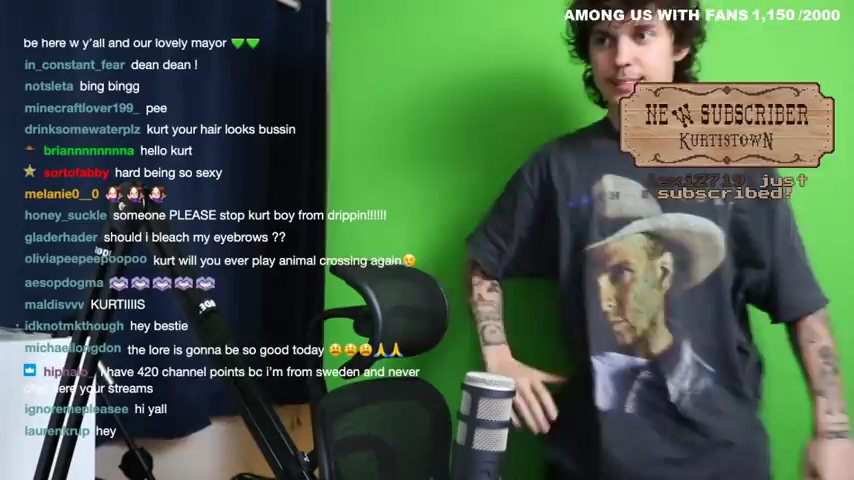 AMONG US WITH FANS 1,150 /2000
be here w y'all and our lovely mayor
in_constant_fear dean dean !
notsleta bing bingg
minecraftlover199_ pee
drinksomewaterplz kurt your hair looks bussin
briannnnnnnna hello kurt
sortofabby hard being so sexy
melanie0__0
honey_suckle someone PLEASE stop kurt boy from drippin!!!!!!
gladerhader should i bleach my eyebrows ??
oliviapeepeepoopoo kurt will you ever play animal crossing again
aesopdogma
maldisvvv KURTIIIIS
idknotmkthough hey bestie
the lore is gonna be so good today
i have 420 channel points bc i'm from sweden and never
your streams
ignoremepleasee hi yall
laurenkrup hey
NEW SUBSCRIBER
KURTISTOWN
lexi2719 just
subscribed!